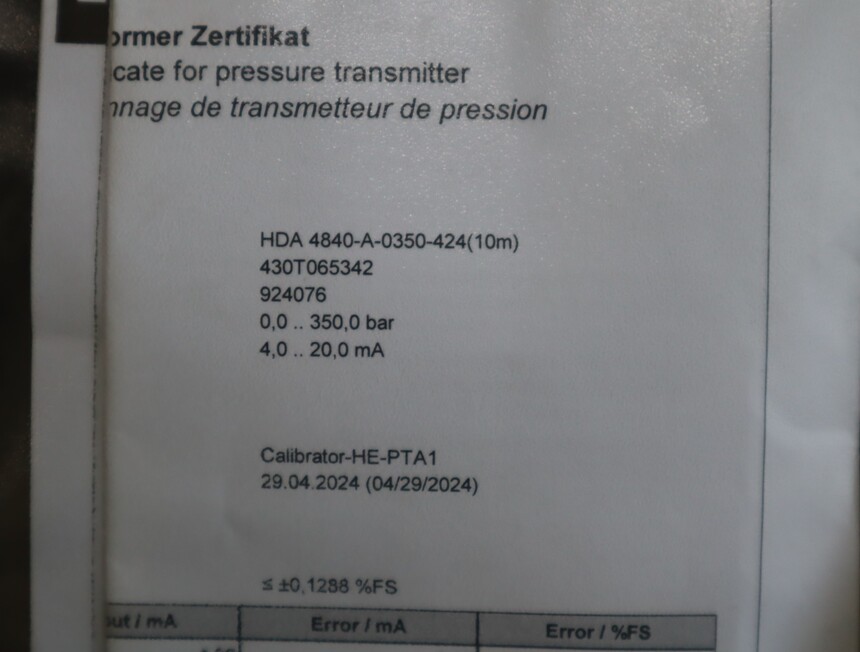 ormer Zertifikat
cate for pressure transmitter
nnage de transmetteur de pression
HDA 4840-A-0350-424(10m)
430T065342
924076
0,0 .. 350,0 bar
4,0 .. 20,0 mA
Calibrator-HE-PTA1
29.04.2024 (04/29/2024)
≤ ±0,1288 %FS
ut / mA Error / mA Error / %FS